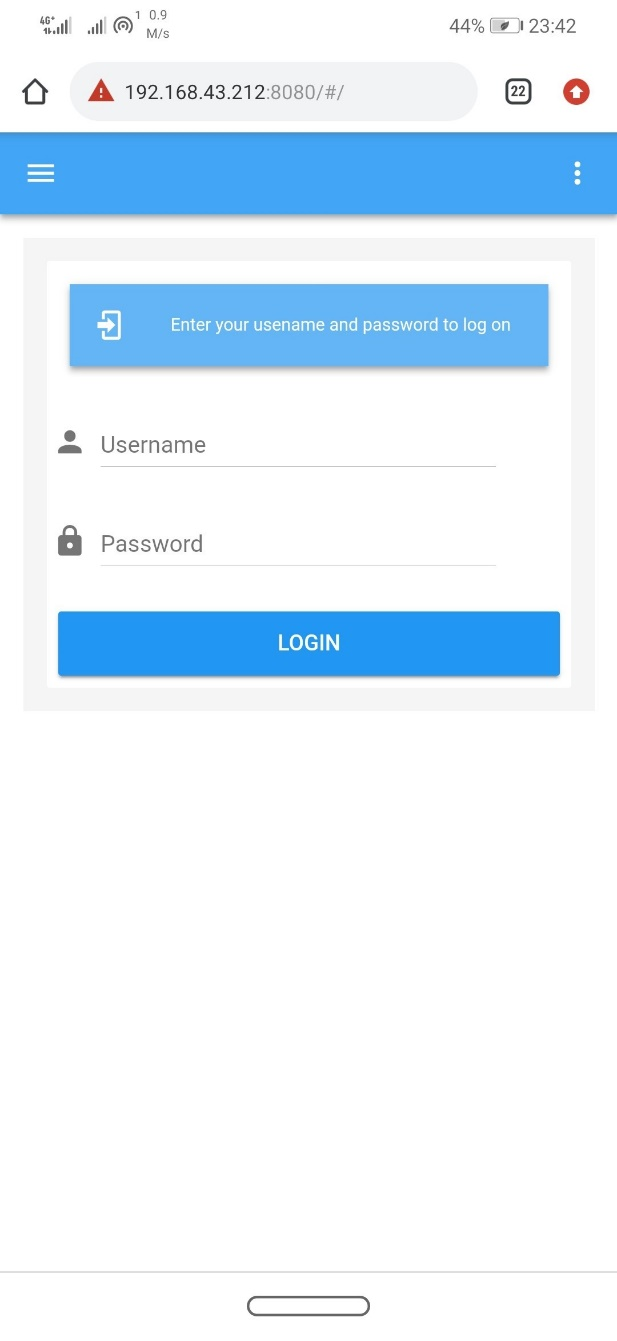 4G+ 1 0.9 M/s 44% 23:42
192.168.43.212:8080/#/ 22
Enter your usename and password to log on
Username
Password
LOGIN